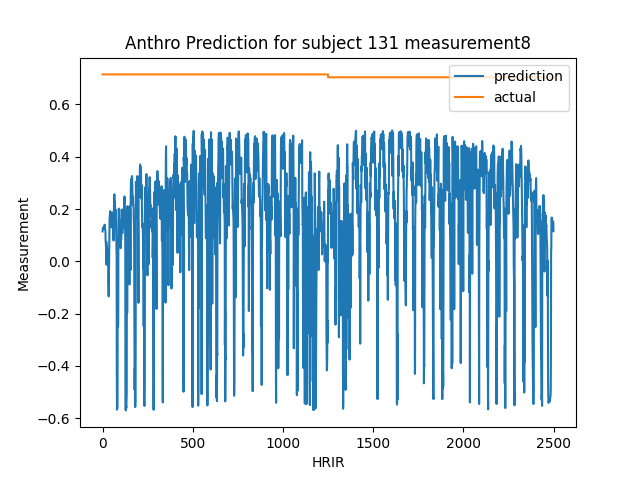 Anthro Prediction for subject 131 measurement8
prediction
actual
0.6
0.4
0.2
0.0
−0.2
−0.4
−0.6
Measurement
0
500
1000
1500
2000
2500
HRIR